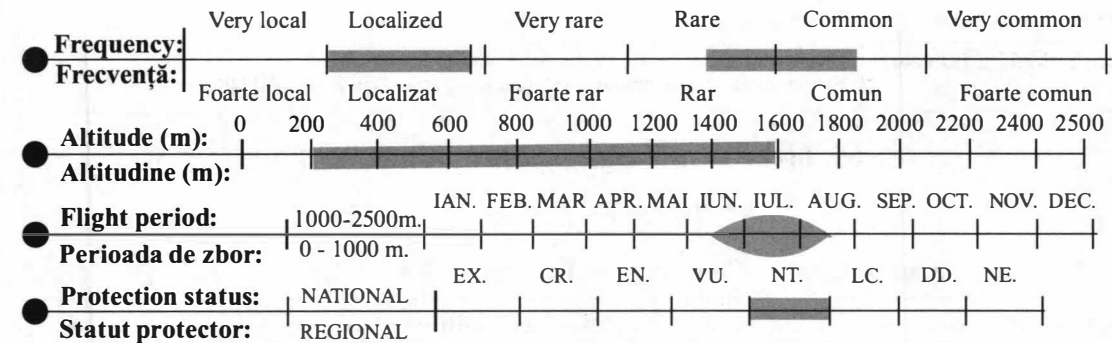 Very local Localized Very rare Rare Common Very common
Frequency:
Frecvență:
Foarte local Localizat Foarte rar Rar Comun Foarte comun
0 200 400 600 800 1000 1200 1400 1600 1800 2000 2200 2400 2500
Altitude (m):
Altitudine (m):
IAN. FEB. MAR APR. MAI IUN. IUL. AUG. SEP. OCT. NOV. DEC.
Flight period: 1000-2500m.
Perioada de zbor: 0 - 1000 m.
EX. CR. EN. VU. NT. LC. DD. NE.
Protection status: NATIONAL
Statut protector: REGIONAL